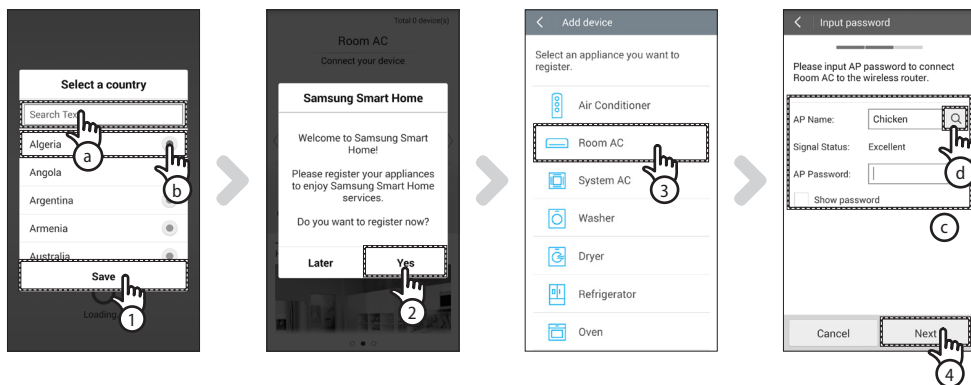 Select a country
Search Tex
a
Algeria
b
Angola
Argentina
Armenia
Australia
Save
1
Loading
Total 0 device(s)
Room AC
Connect your device
Samsung Smart Home
Welcome to Samsung Smart
Home!
Please register your appliances
to enjoy Samsung Smart Home
services.
Do you want to register now?
Later
Yes
2
Add device
Select an appliance you want to
register.
Air Conditioner
Room AC
3
System AC
Washer
Dryer
Refrigerator
Oven
Input password
Please input AP password to connect
Room AC to the wireless router.
AP Name:
Chicken
d
Signal Status:
Excellent
AP Password:
Show password
c
Cancel
Next
4